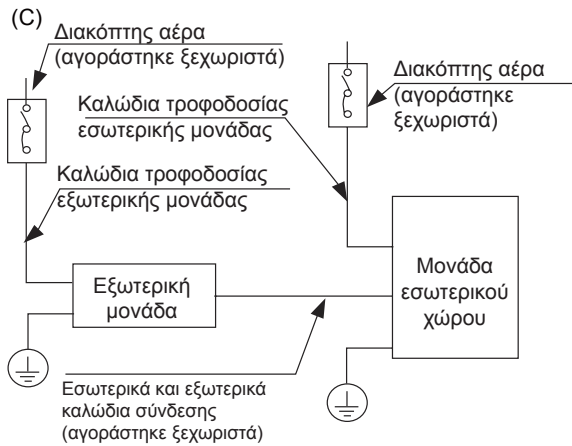 (C)
Διακόπτης αέρα
(αγοράστηκε ξεχωριστά)
Διακόπτης αέρα
(αγοράστηκε
ξεχωριστά)
Καλώδια τροφοδοσίας
εσωτερικής μονάδας
Καλώδια τροφοδοσίας
εξωτερικής μονάδας
Εξωτερική
μονάδα
Μονάδα
εσωτερικού
χώρου
Εσωτερικά και εξωτερικά
καλώδια σύνδεσης
(αγοράστηκε ξεχωριστά)